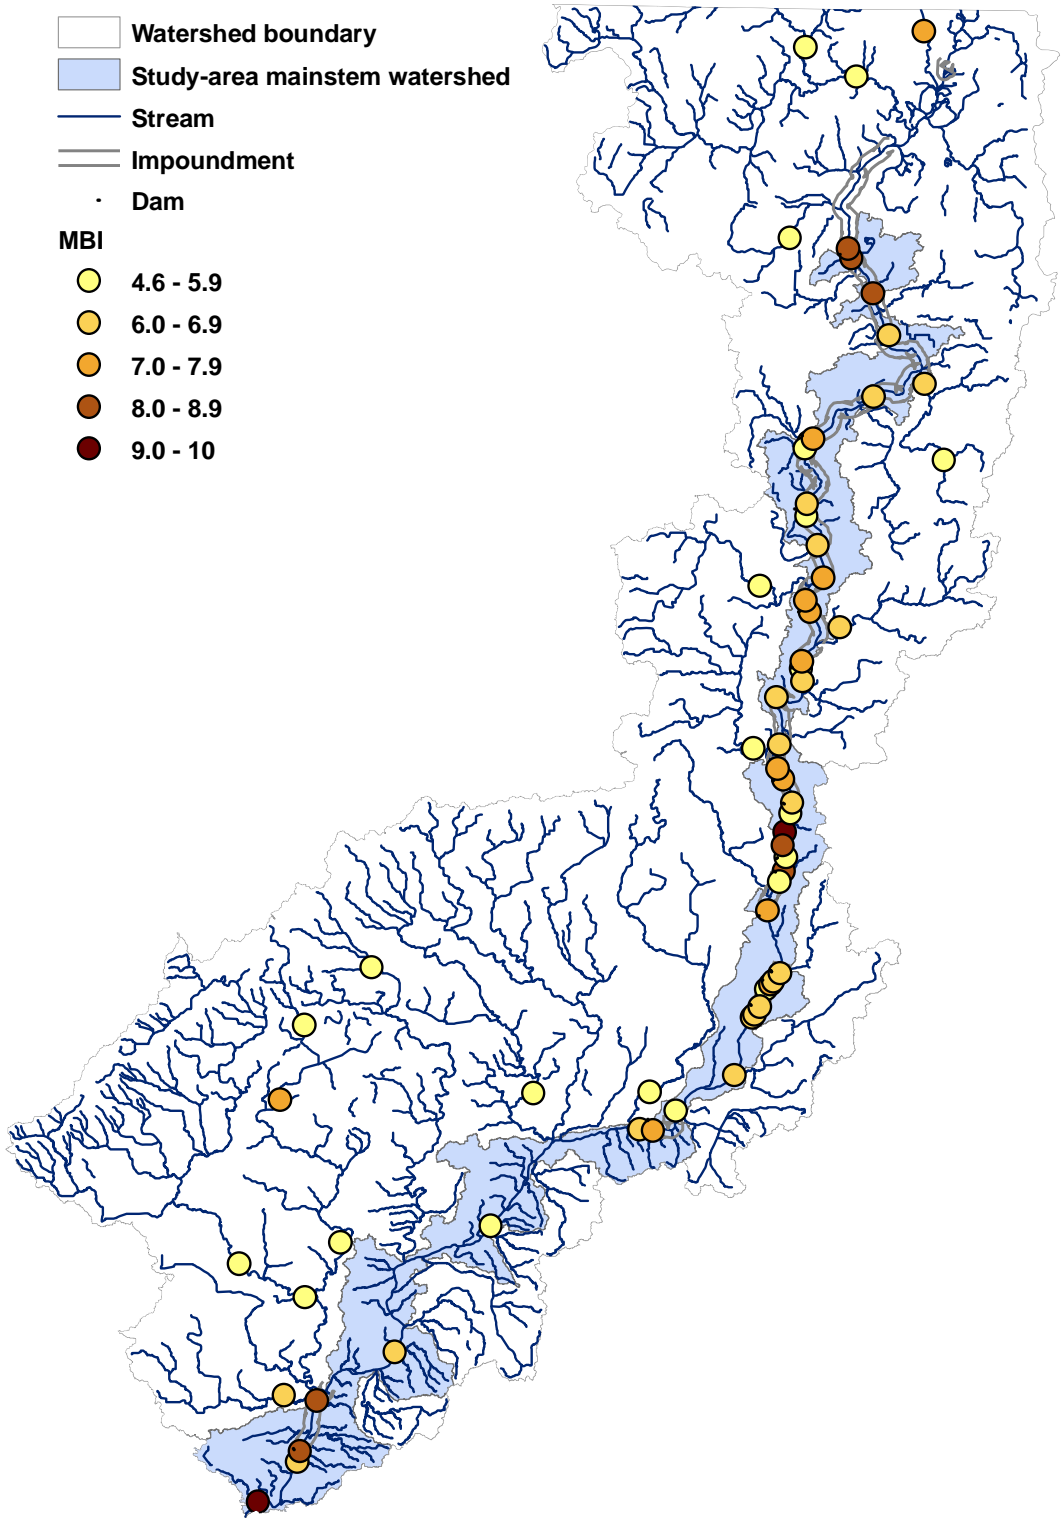 Watershed boundary
Study-area mainstem watershed
Stream
Impoundment
Dam
MBI
4.6 - 5.9
6.0 - 6.9
7.0 - 7.9
8.0 - 8.9
9.0 - 10